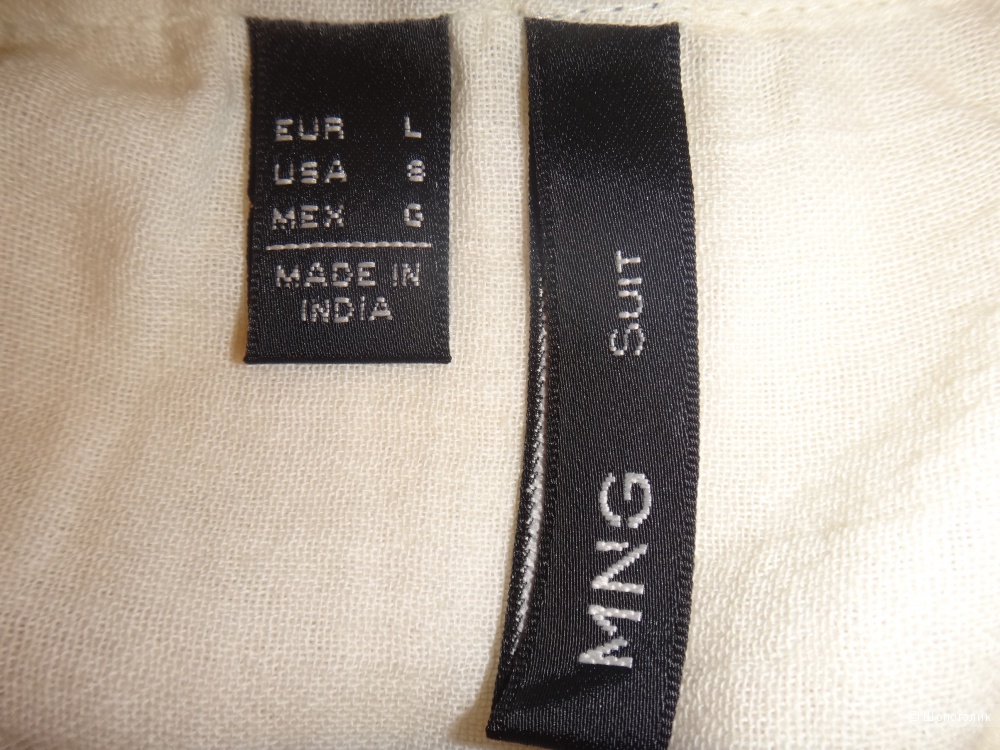 EUR L
USA 8
MEX G
MADE IN
INDIA
MNG Suit